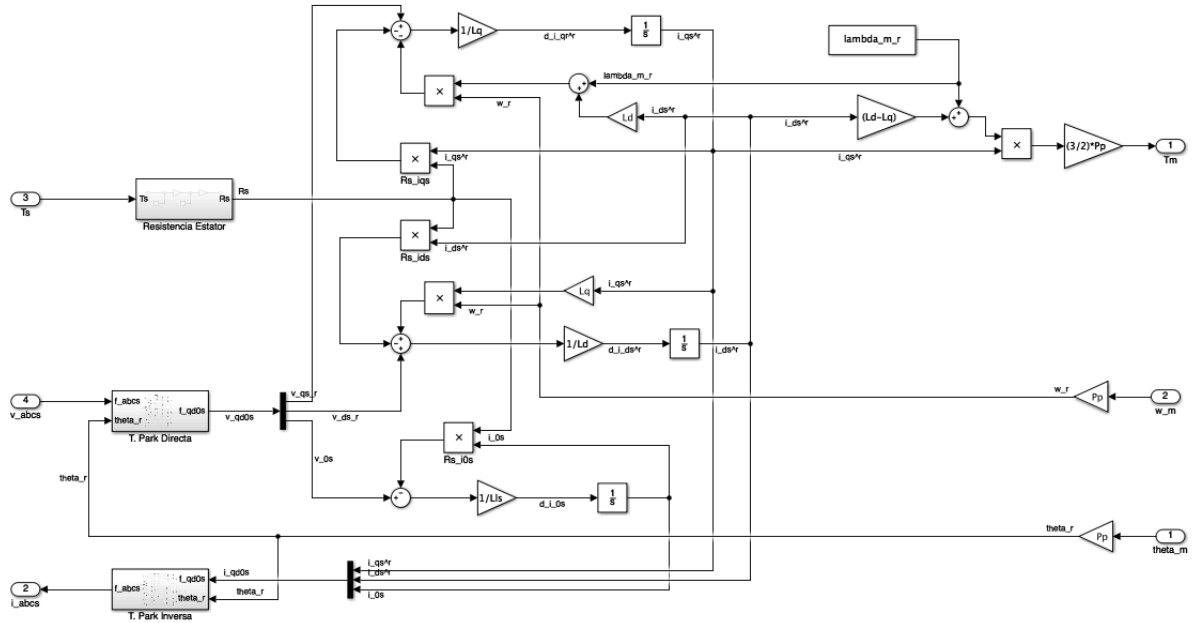 1/Lq
d_i_qr^r
1
s
i_qs^r
lambda_m_r
×
w_r
lambda_m_r
Ld
i_ds^r
i_ds^r
(Ld-Lq)
×
(3/2)*Pp
1
Tm
×
i_qs^r
Rs_iqs
i_qs^r
3
Ts
Ts
Rs
Resistencia Estator
Rs
×
i_ds^r
Rs_ids
×
w_r
Lq
i_qs^r
1/Ld
d_i_ds^r
1
s
i_ds^r
4
v_abcs
f_abcs
theta_r
f_qd0s
T. Park Directa
v_qd0s
v_qs_r
v_ds_r
v_0s
w_r
Pp
2
w_m
×
i_0s
Rs_i0s
theta_r
1/Lls
d_i_0s
1
s
theta_r
Pp
1
theta_m
2
i_abcs
f_abcs
f_qd0s
theta_r
T. Park Inversa
i_qd0s
theta_r
i_qs^r
i_ds^r
i_0s